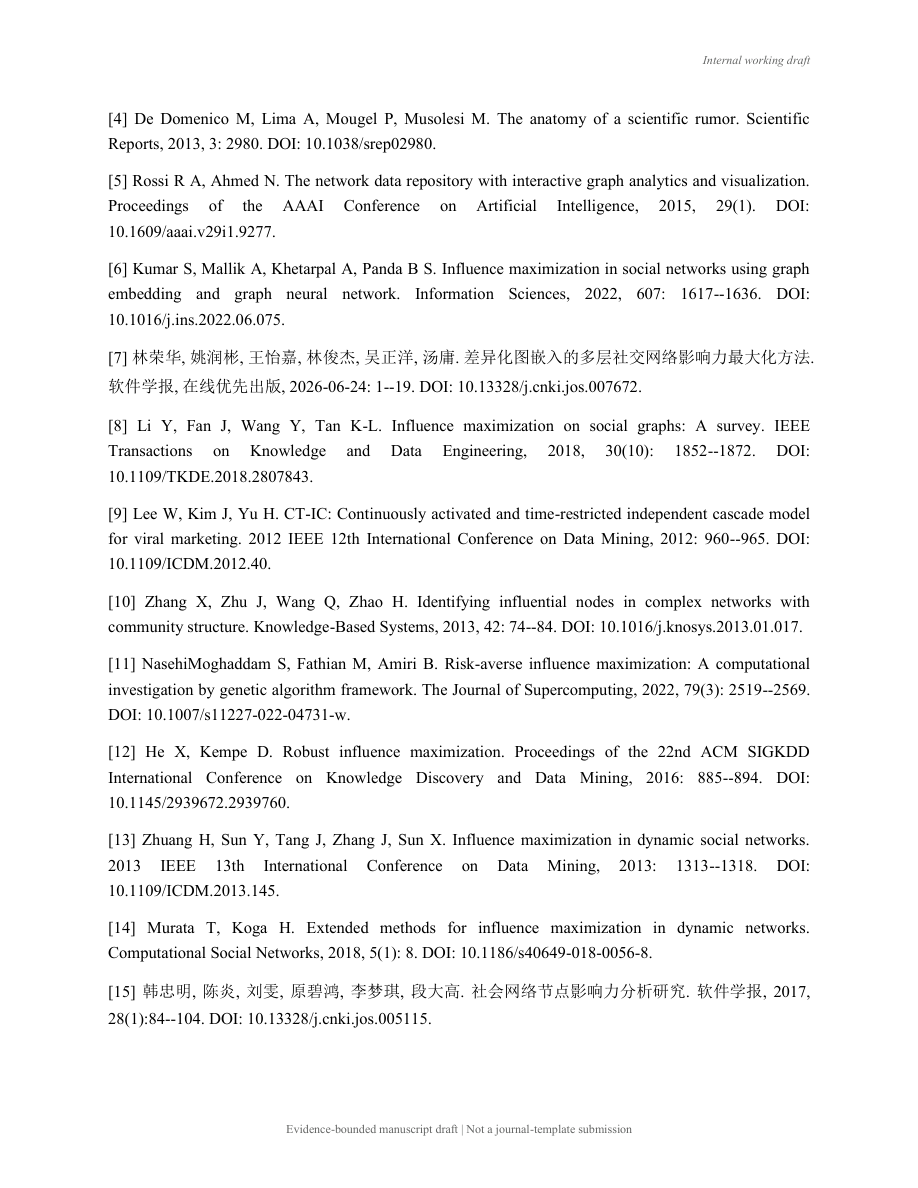 Internal working draft
[4] De Domenico M, Lima A, Mougel P, Musolesi M. The anatomy of a scientific rumor. Scientific
Reports, 2013, 3: 2980. DOI: 10.1038/srep02980.
[5] Rossi R A, Ahmed N. The network data repository with interactive graph analytics and visualization.
Proceedings of the AAAI Conference on Artificial Intelligence, 2015, 29(1). DOI:
10.1609/aaai.v29i1.9277.
[6] Kumar S, Mallik A, Khetarpal A, Panda B S. Influence maximization in social networks using graph
embedding and graph neural network. Information Sciences, 2022, 607: 1617--1636. DOI:
10.1016/j.ins.2022.06.075.
[7] 林荣华, 姚润彬, 王怡嘉, 林俊杰, 吴正洋, 汤庸. 差异化图嵌入的多层社交网络影响力最大化方法.
软件学报, 在线优先出版, 2026-06-24: 1--19. DOI: 10.13328/j.cnki.jos.007672.
[8] Li Y, Fan J, Wang Y, Tan K-L. Influence maximization on social graphs: A survey. IEEE
Transactions on Knowledge and Data Engineering, 2018, 30(10): 1852--1872. DOI:
10.1109/TKDE.2018.2807843.
[9] Lee W, Kim J, Yu H. CT-IC: Continuously activated and time-restricted independent cascade model
for viral marketing. 2012 IEEE 12th International Conference on Data Mining, 2012: 960--965. DOI:
10.1109/ICDM.2012.40.
[10] Zhang X, Zhu J, Wang Q, Zhao H. Identifying influential nodes in complex networks with
community structure. Knowledge-Based Systems, 2013, 42: 74--84. DOI: 10.1016/j.knosys.2013.01.017.
[11] NasehiMoghaddam S, Fathian M, Amiri B. Risk-averse influence maximization: A computational
investigation by genetic algorithm framework. The Journal of Supercomputing, 2022, 79(3): 2519--2569.
DOI: 10.1007/s11227-022-04731-w.
[12] He X, Kempe D. Robust influence maximization. Proceedings of the 22nd ACM SIGKDD
International Conference on Knowledge Discovery and Data Mining, 2016: 885--894. DOI:
10.1145/2939672.2939760.
[13] Zhuang H, Sun Y, Tang J, Zhang J, Sun X. Influence maximization in dynamic social networks.
2013 IEEE 13th International Conference on Data Mining, 2013: 1313--1318. DOI:
10.1109/ICDM.2013.145.
[14] Murata T, Koga H. Extended methods for influence maximization in dynamic networks.
Computational Social Networks, 2018, 5(1): 8. DOI: 10.1186/s40649-018-0056-8.
[15] 韩忠明, 陈炎, 刘雯, 原碧鸿, 李梦琪, 段大高. 社会网络节点影响力分析研究. 软件学报, 2017,
28(1):84--104. DOI: 10.13328/j.cnki.jos.005115.
Evidence-bounded manuscript draft | Not a journal-template submission